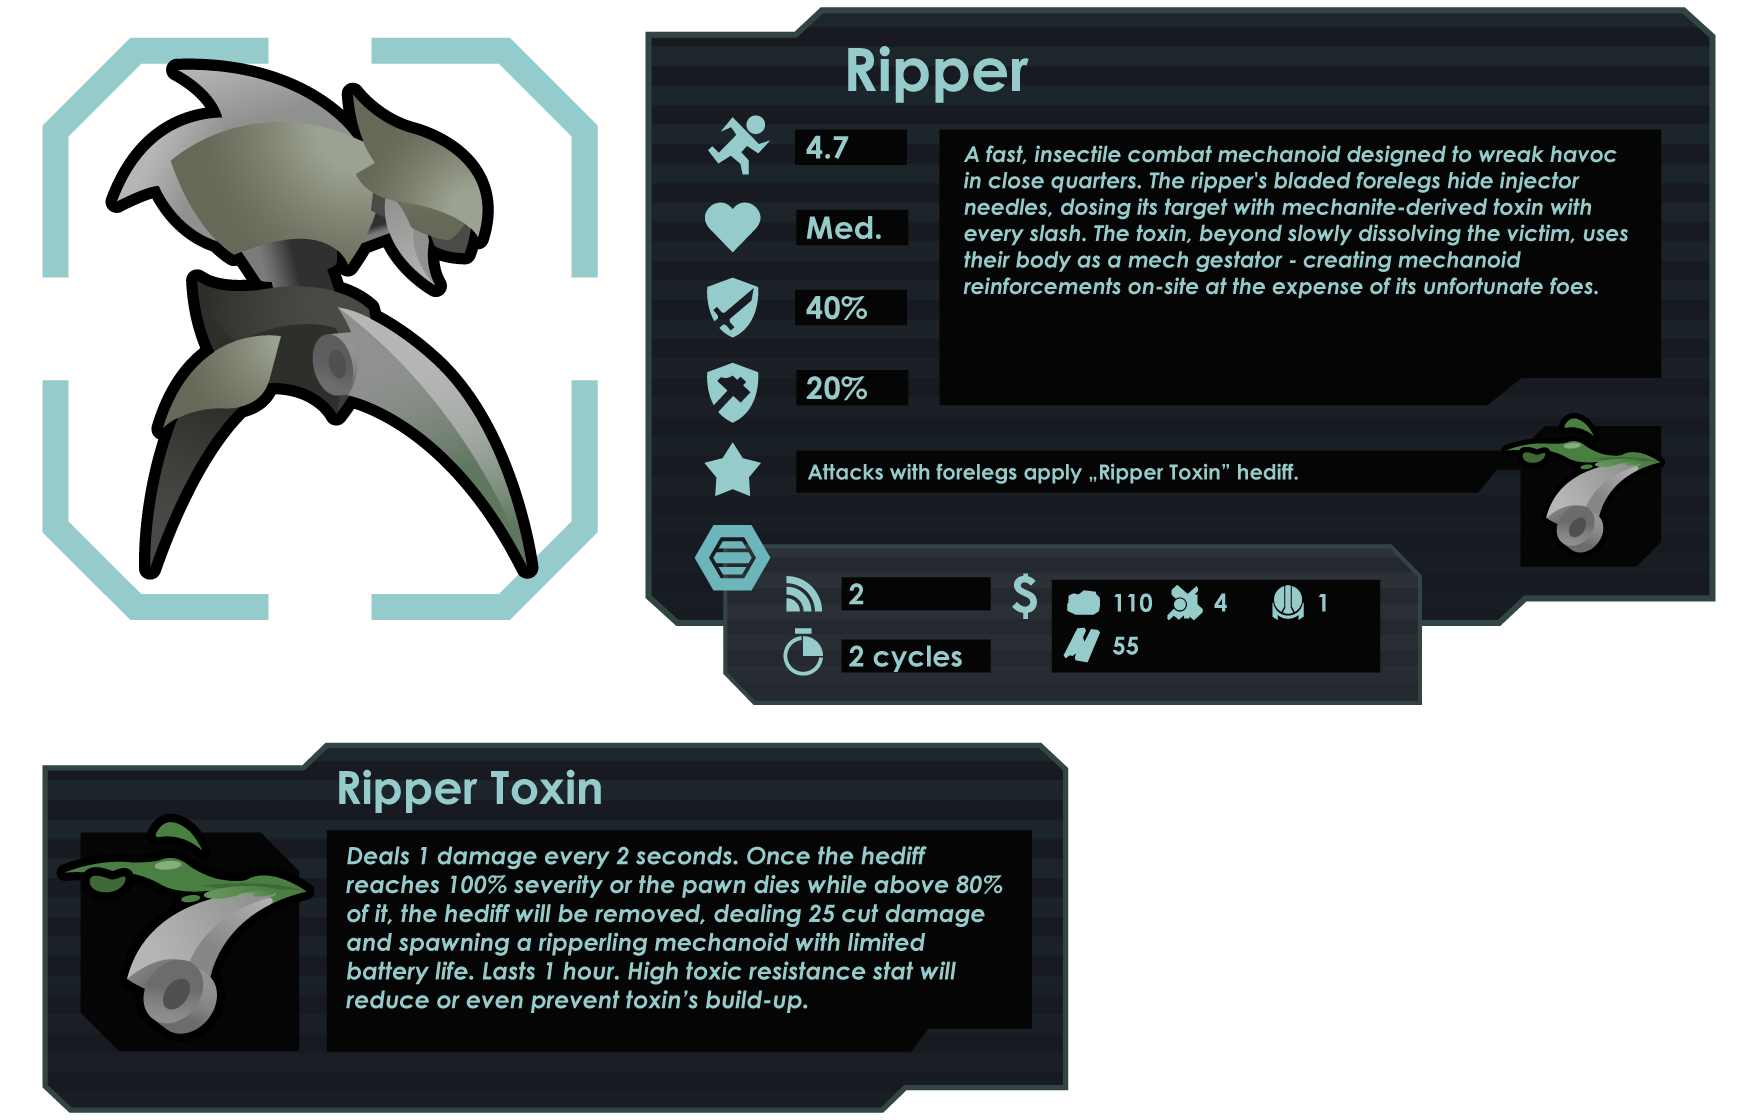 Ripper
4.7
Med.
40%
20%
A fast, insectile combat mechanoid designed to wreak havoc
in close quarters. The ripper's bladed forelegs hide injector
needles, dosing its target with mechanite-derived toxin with
every slash. The toxin, beyond slowly dissolving the victim, uses
their body as a mech gestator - creating mechanoid
reinforcements on-site at the expense of its unfortunate foes.
Attacks with forelegs apply „Ripper Toxin” hediff.
2
2 cycles
$
110 4 1
55
Ripper Toxin
Deals 1 damage every 2 seconds. Once the hediff
reaches 100% severity or the pawn dies while above 80%
of it, the hediff will be removed, dealing 25 cut damage
and spawning a ripperling mechanoid with limited
battery life. Lasts 1 hour. High toxic resistance stat will
reduce or even prevent toxin’s build-up.